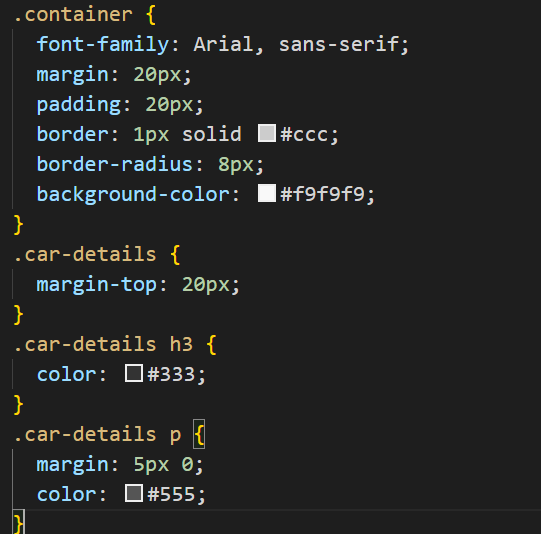 .container {
  font-family: Arial, sans-serif;
  margin: 20px;
  padding: 20px;
  border: 1px solid #ccc;
  border-radius: 8px;
  background-color: #f9f9f9;
}
.car-details {
  margin-top: 20px;
}
.car-details h3 {
  color: #333;
}
.car-details p {
  margin: 5px 0;
  color: #555;
}